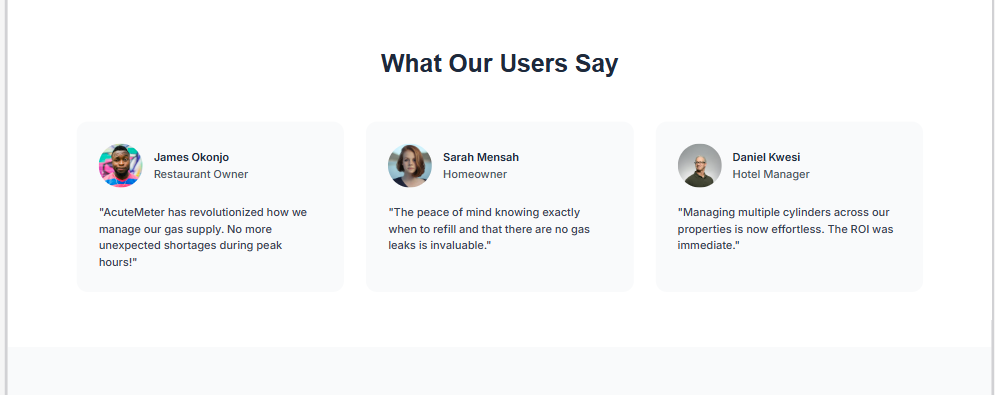 What Our Users Say
James Okonjo
Restaurant Owner
"AcuteMeter has revolutionized how we
manage our gas supply. No more
unexpected shortages during peak
hours!"
Sarah Mensah
Homeowner
"The peace of mind knowing exactly
when to refill and that there are no gas
leaks is invaluable."
Daniel Kwesi
Hotel Manager
"Managing multiple cylinders across our
properties is now effortless. The ROI was
immediate."